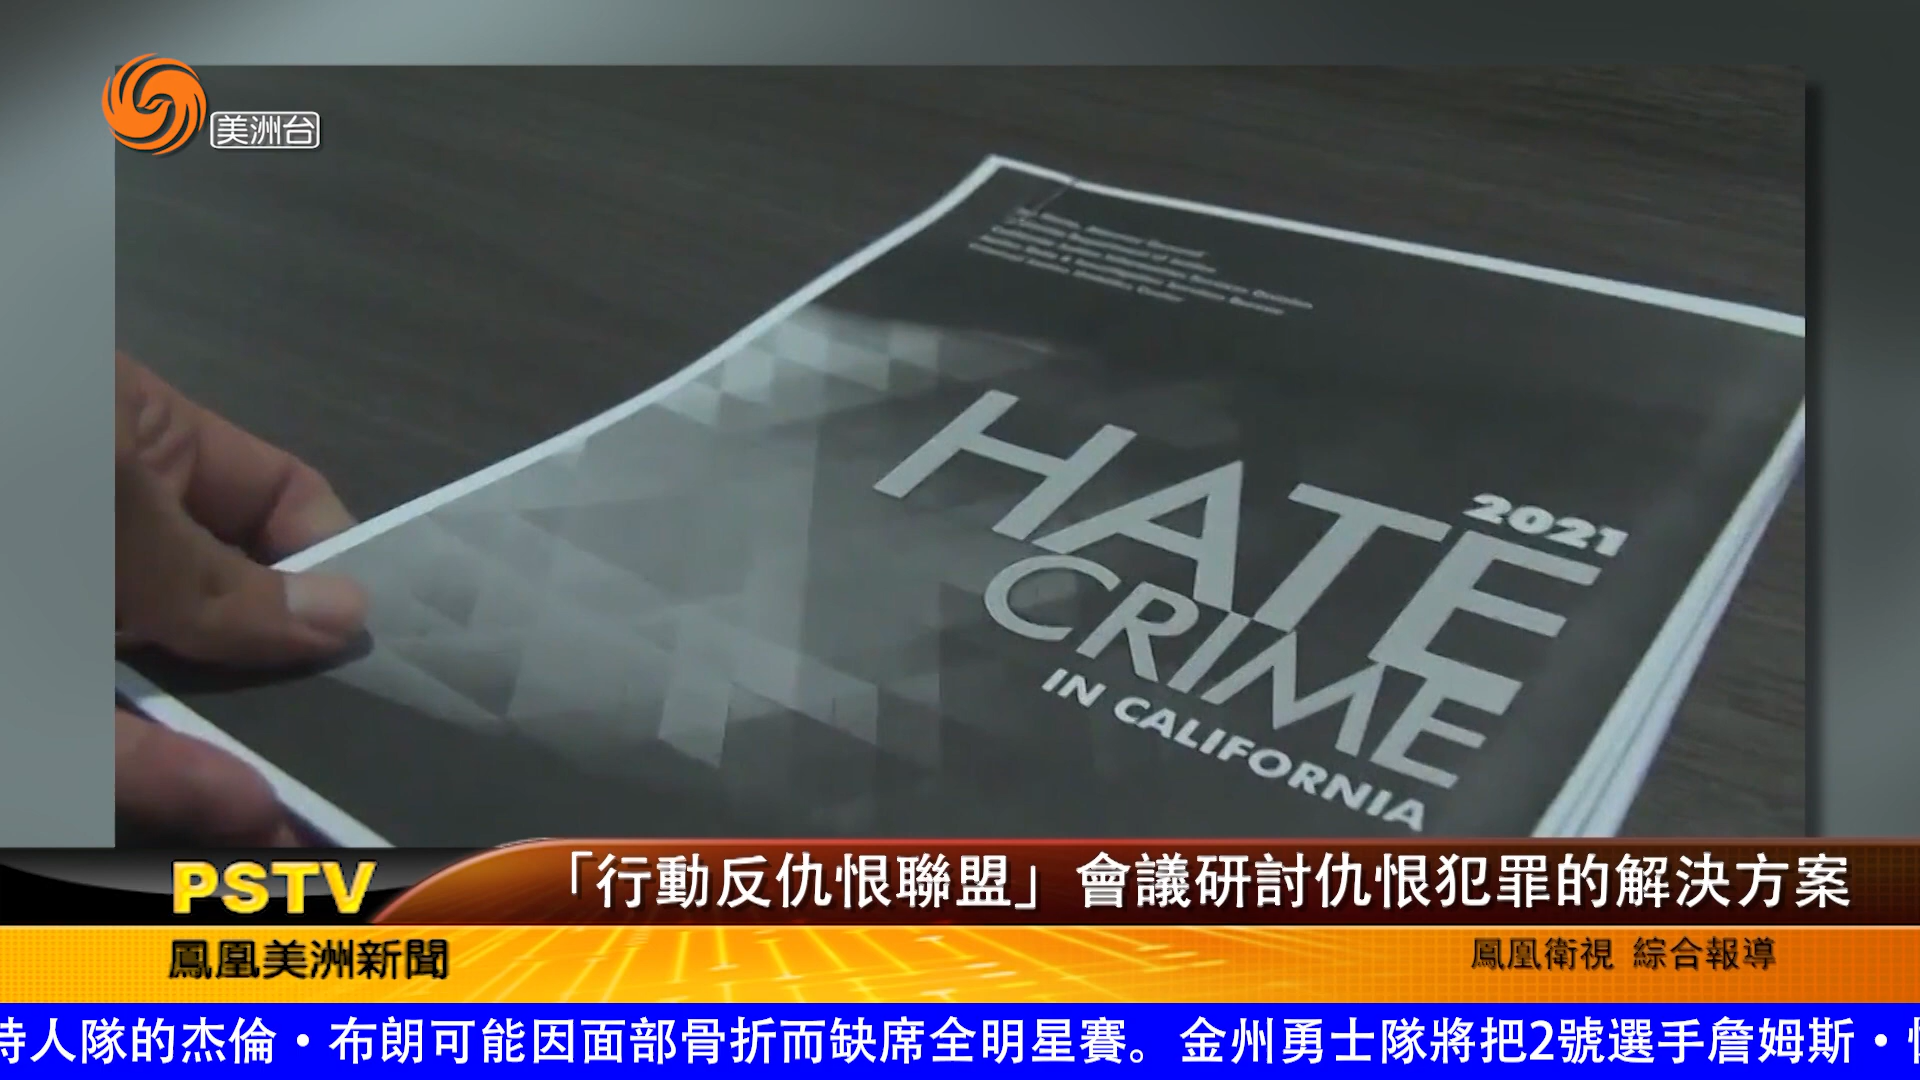 美洲台
2021
HATE
CRIME
IN CALIFORNIA
PSTV
「行動反仇恨聯盟」會議研討仇恨犯罪的解決方案
鳳凰美洲新聞
鳳凰衛視 綜合報導
特人隊的杰倫·布朗可能因面部骨折而缺席全明星賽。金州勇士隊將把2號選手詹姆斯·